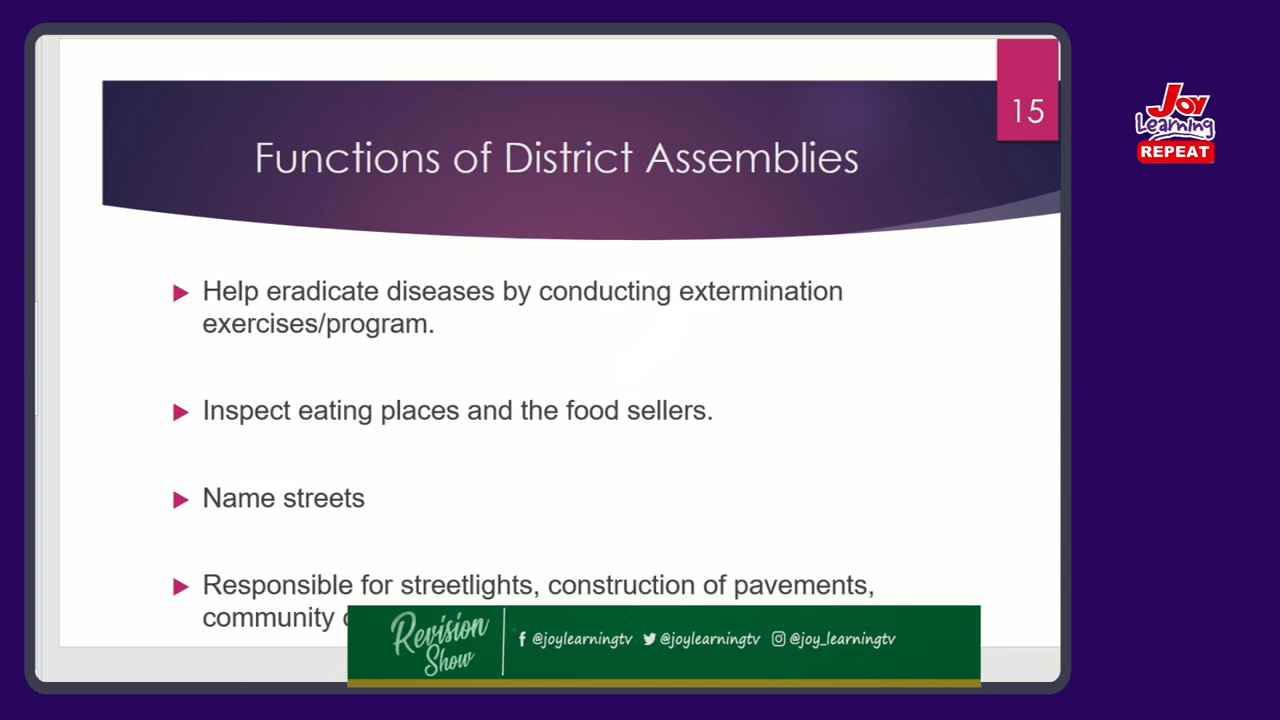 15
Joy
Learning
REPEAT
Functions of District Assemblies
Help eradicate diseases by conducting extermination
exercises/program.
Inspect eating places and the food sellers.
Name streets
Responsible for streetlights, construction of pavements,
community
Revision
Show
@joylearningtv @joylearningtv @joy_learningtv